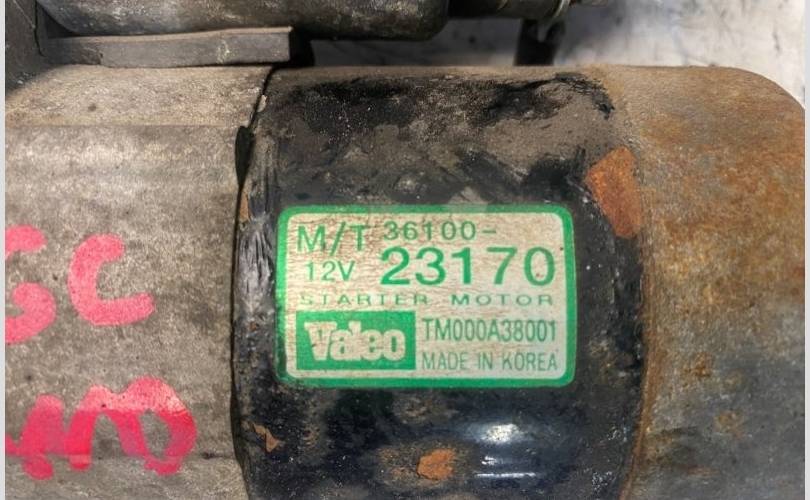 M/T 36100-
12V 23170
STARTER MOTOR
Valeo TM000A38001
MADE IN KOREA